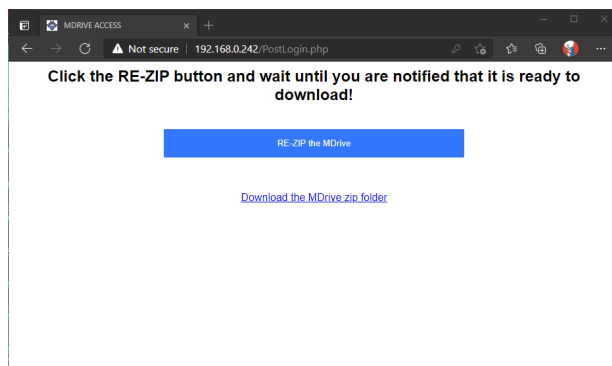 MDRIVE ACCESS
Not secure | 192.168.0.242/PostLogin.php
Click the RE-ZIP button and wait until you are notified that it is ready to
download!
RE-ZIP the MDrive
Download the MDrive zip folder